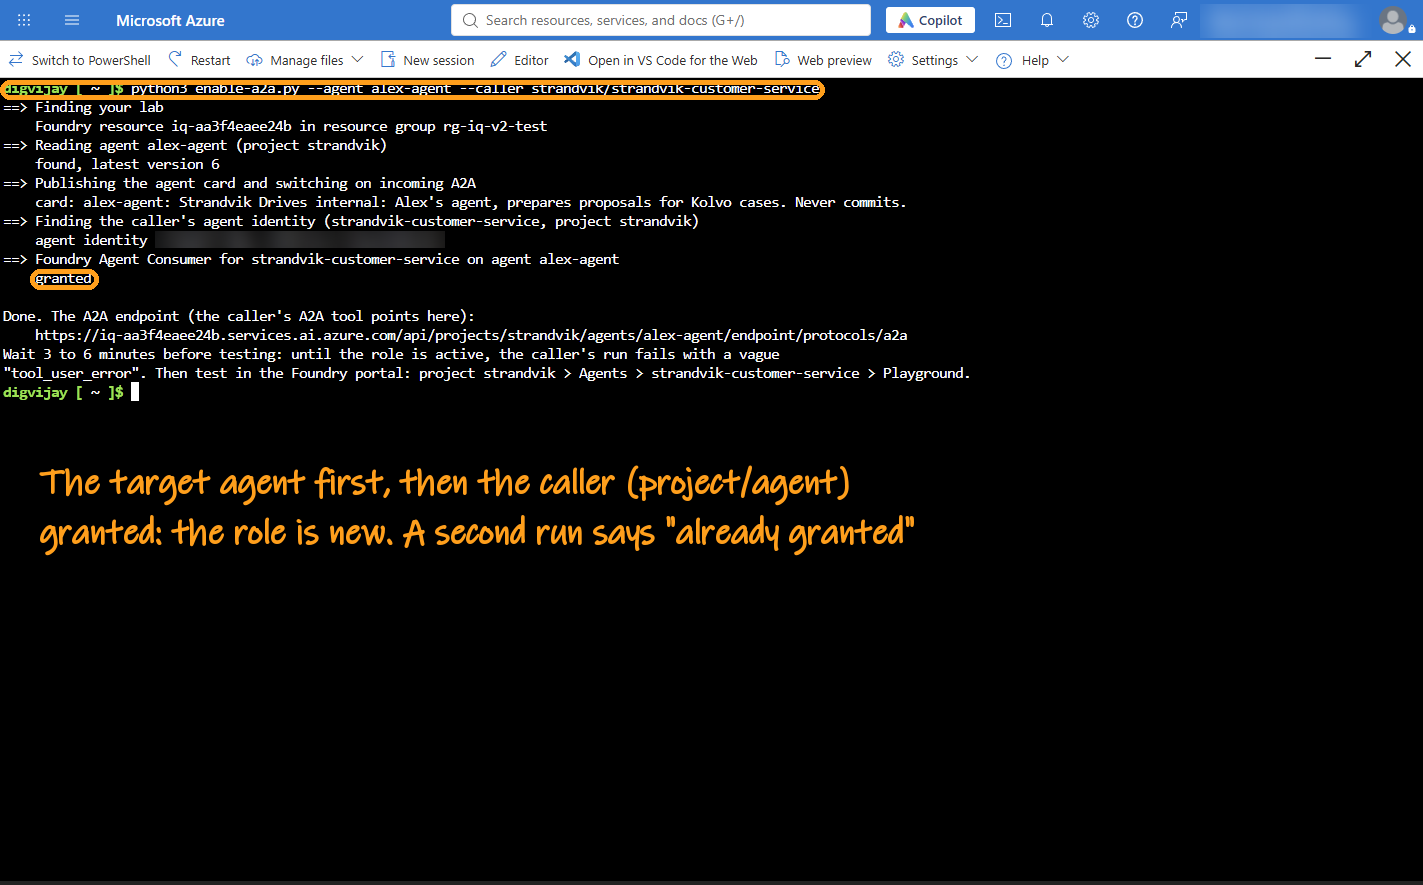 Microsoft Azure
Search resources, services, and docs (G+/)
Copilot
Switch to PowerShell
Restart
Manage files
New session
Editor
Open in VS Code for the Web
Web preview
Settings
Help
digvijay [ ~ ]$ python3 enable-a2a.py --agent alex-agent --caller strandvik/strandvik-customer-service
==> Finding your lab
Foundry resource iq-aa3f4eaee24b in resource group rg-iq-v2-test
==> Reading agent alex-agent (project strandvik)
found, latest version 6
==> Publishing the agent card and switching on incoming A2A
card: alex-agent: Strandvik Drives internal: Alex's agent, prepares proposals for Kolvo cases. Never commits.
==> Finding the caller's agent identity (strandvik-customer-service, project strandvik)
agent identity
==> Foundry Agent Consumer for strandvik-customer-service on agent alex-agent
granted
Done. The A2A endpoint (the caller's A2A tool points here):
https://iq-aa3f4eaee24b.services.ai.azure.com/api/projects/strandvik/agents/alex-agent/endpoint/protocols/a2a
Wait 3 to 6 minutes before testing: until the role is active, the caller's run fails with a vague
"tool_user_error". Then test in the Foundry portal: project strandvik > Agents > strandvik-customer-service > Playground.
digvijay [ ~ ]$
The target agent first, then the caller (project/agent)
granted: the role is new. A second run says "already granted"